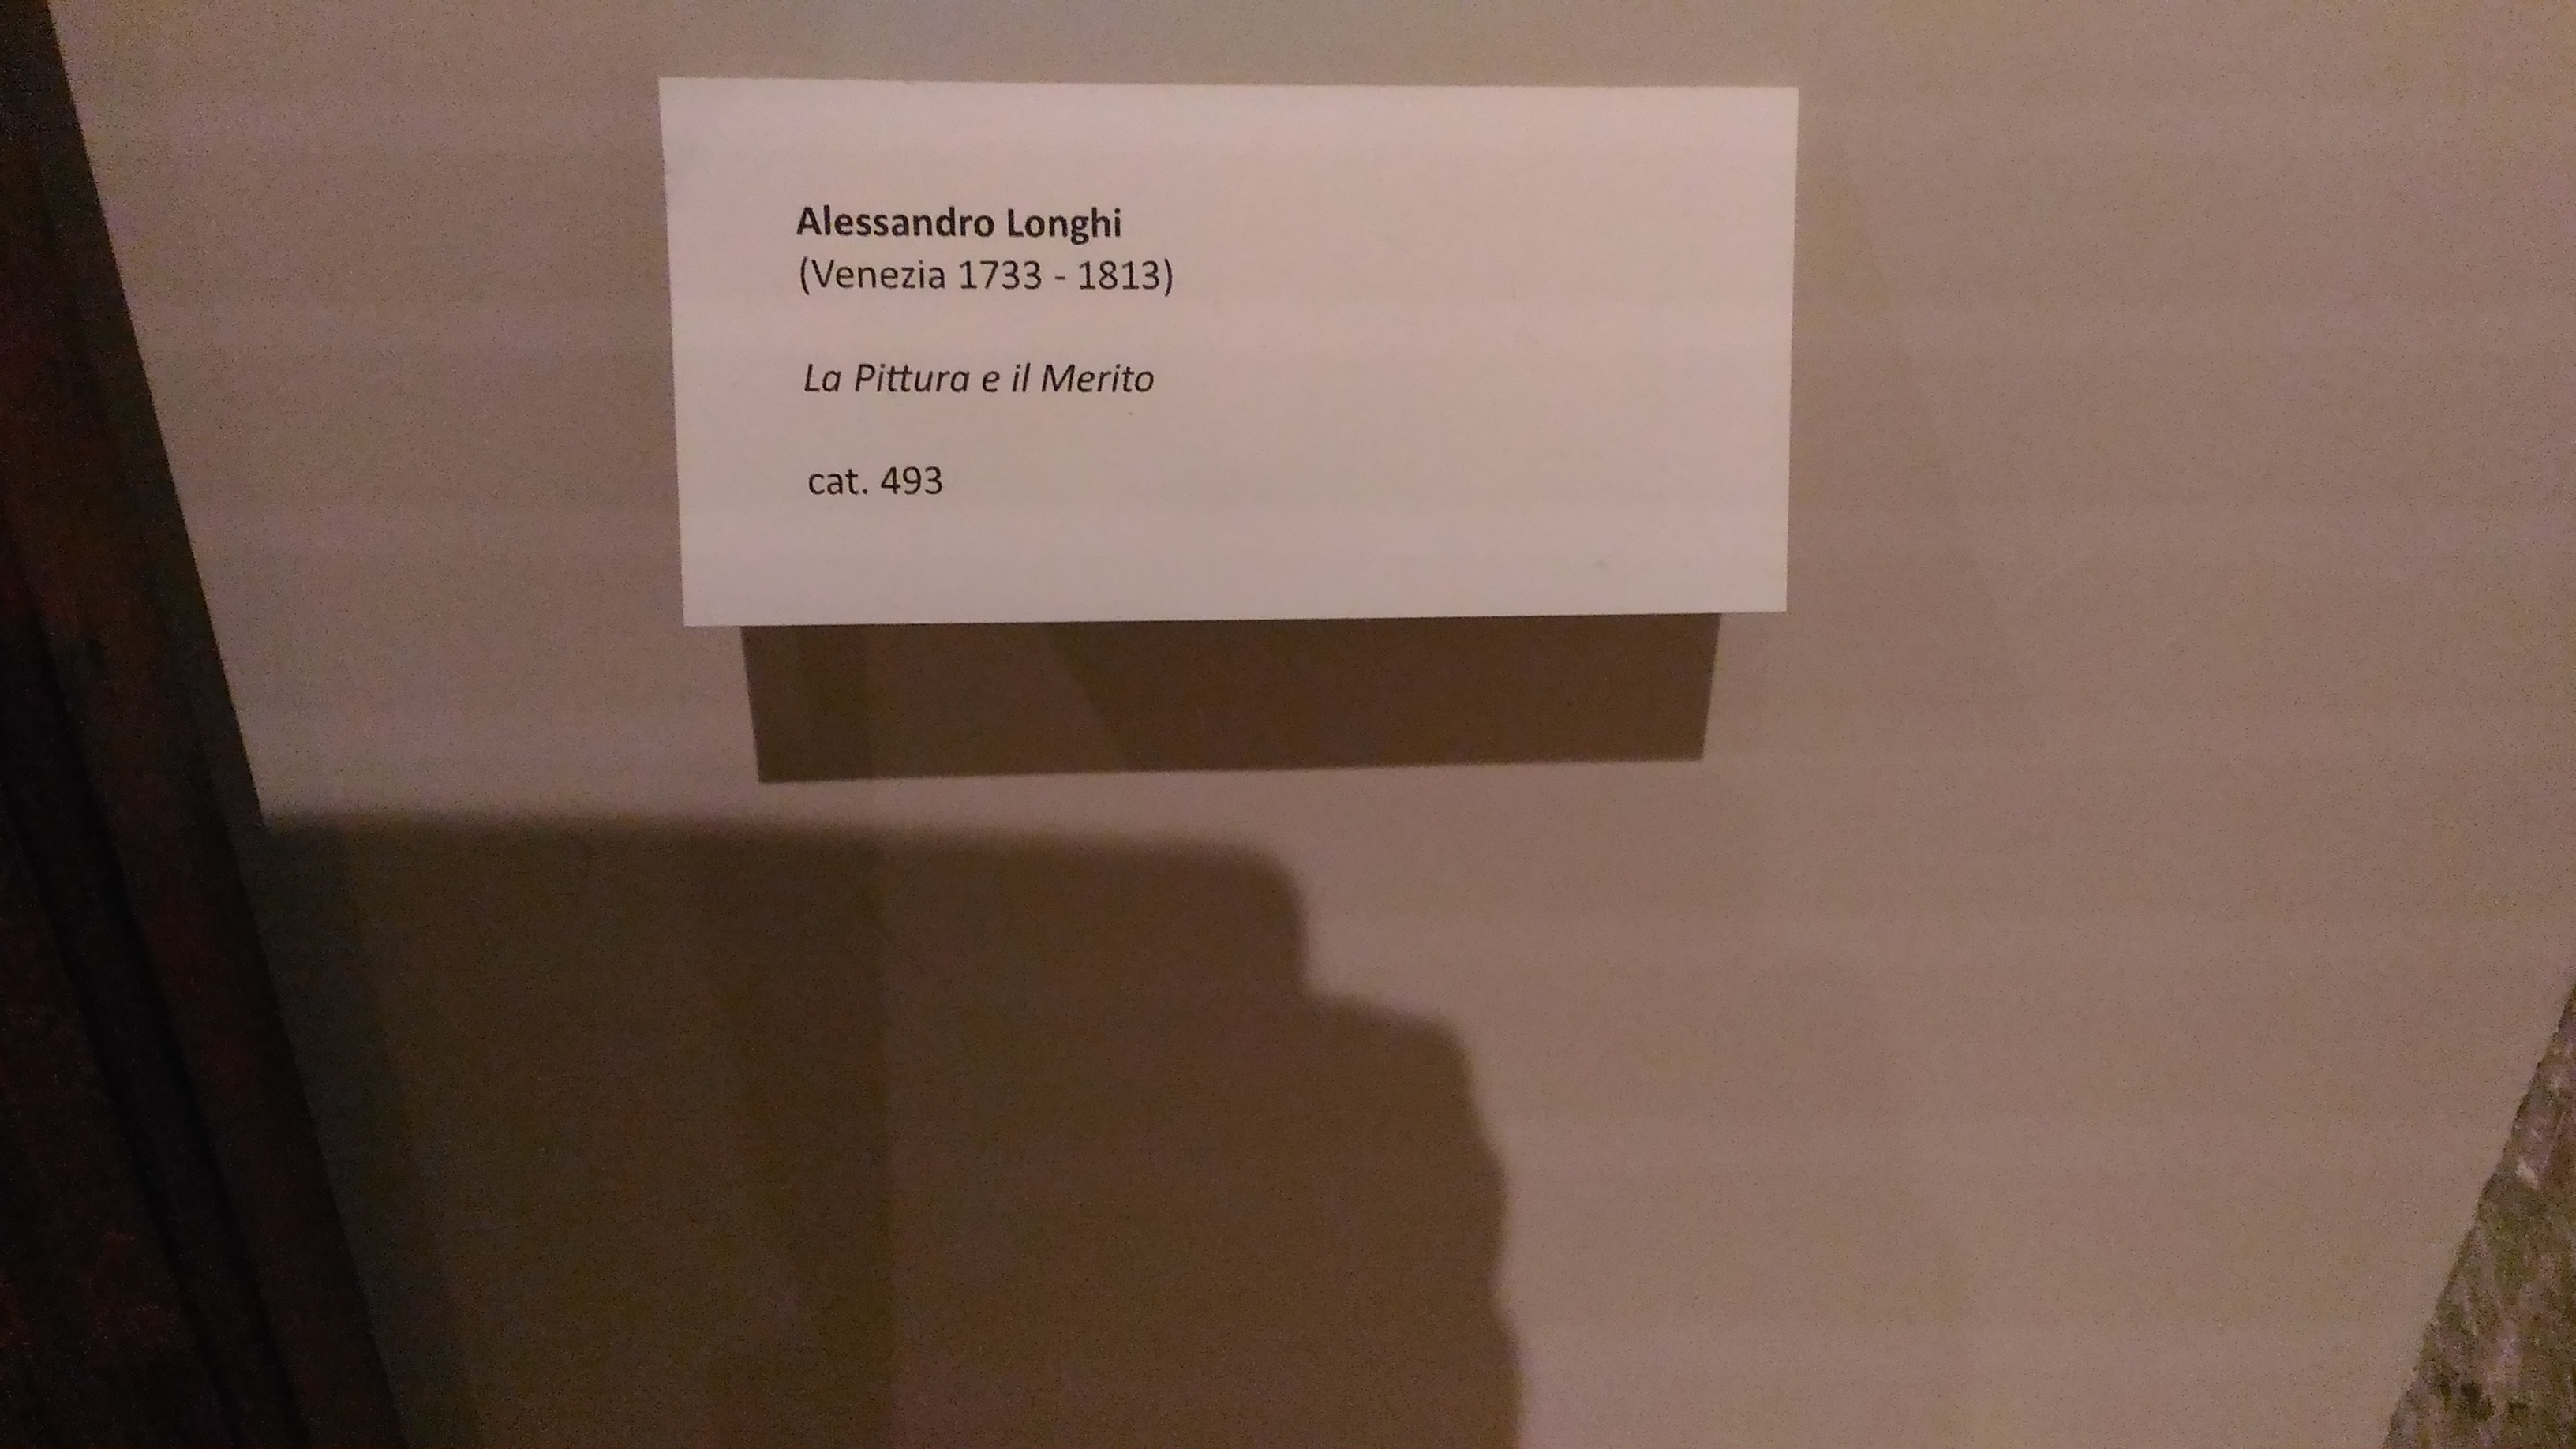 Alessandro Longhi
(Venezia 1733 - 1813)
La Pittura e il Merito
cat. 493